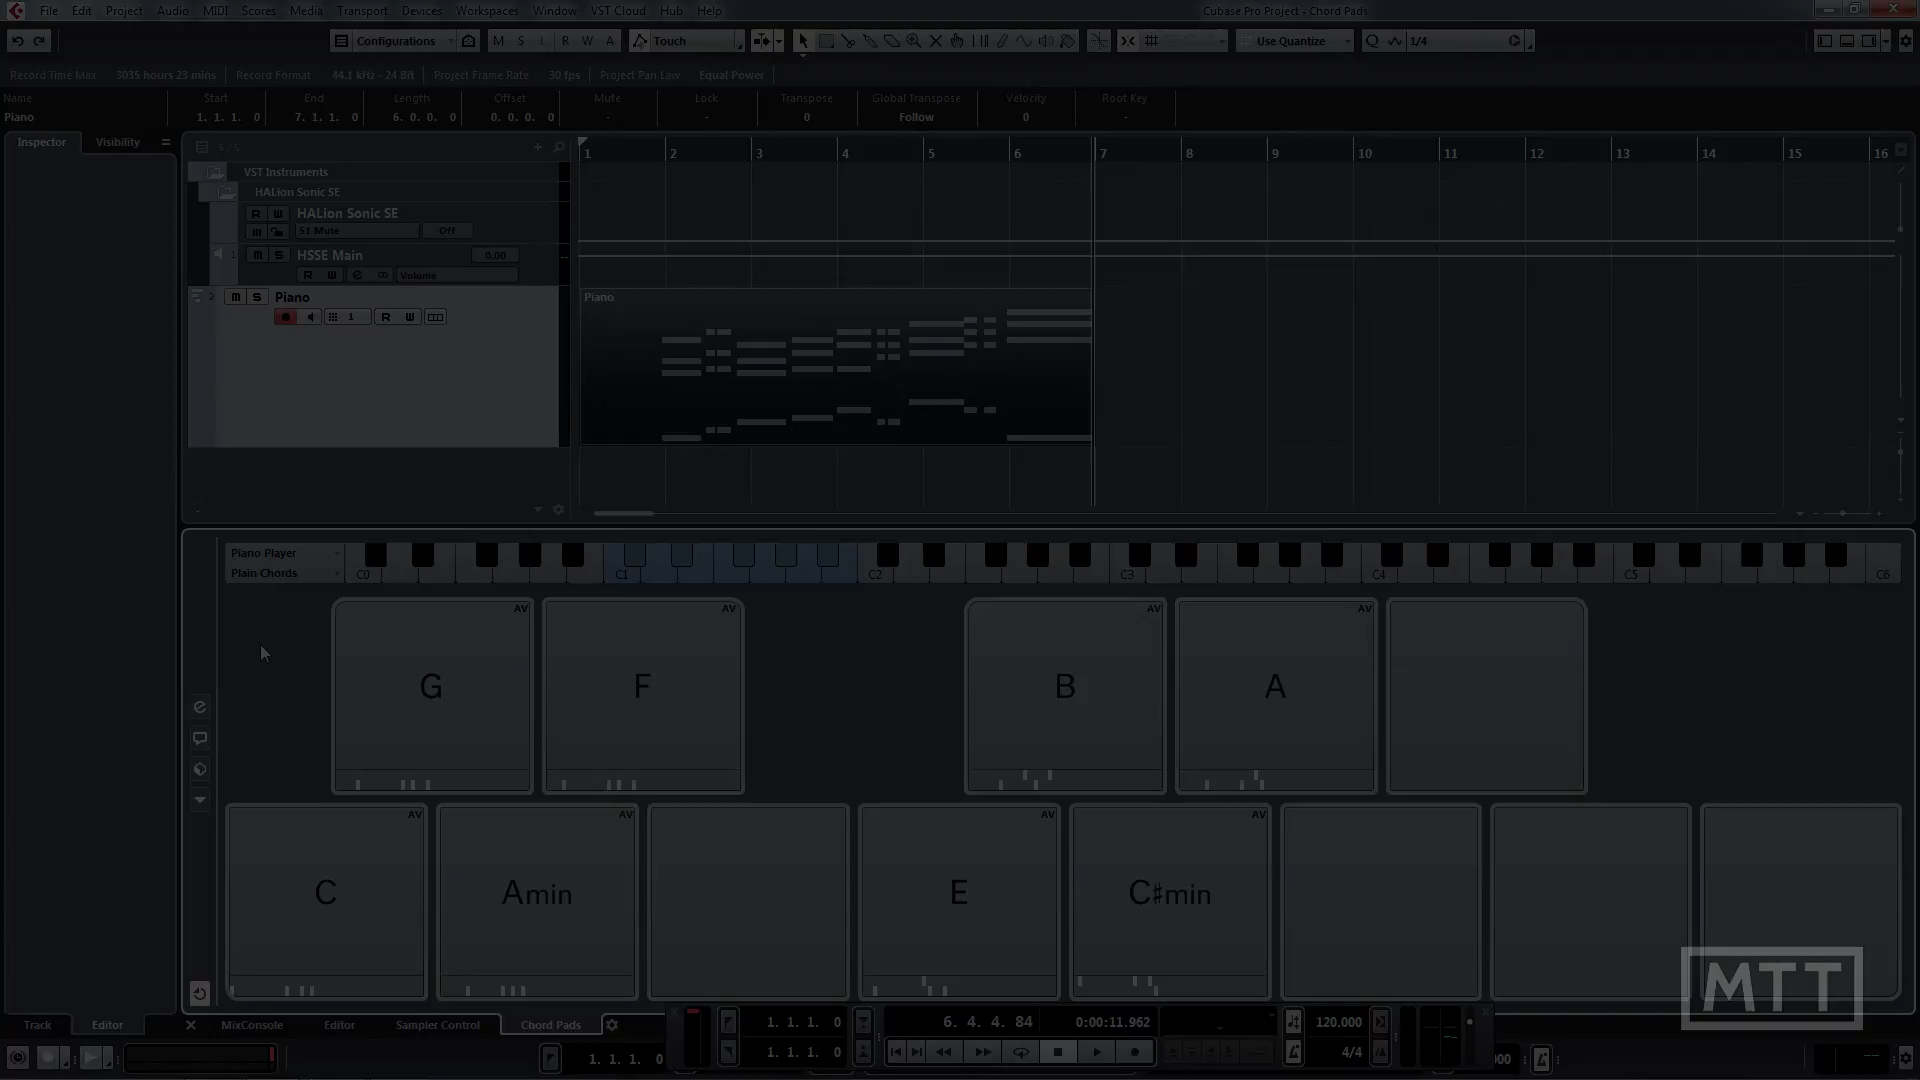 File Edit Project Audio MIDI Scores Media Transport Devices Workspaces Window VST Cloud Hub Help Cubase Pro Project - Chord Pads
Configurations M S L R W A Touch Use Quantize Q 1/4
Record Time Max 3035 hours 23 mins Record Format 44.1 kHz - 24 Bit Project Frame Rate 30 fps Project Pan Law Equal Power
Name Start End Length Offset Mute Lock Transpose Global Transpose Velocity Root Key
Piano 1. 1. 1. 0 7. 1. 1. 0 6. 0. 0. 0 0. 0. 0. 0 - - 0 Follow 0 -
Inspector Visibility 5 / 5 1 2 3 4 5 6 7 8 9 10 11 12 13 14 15 16
VST Instruments
HALion Sonic SE
R W HALion Sonic SE
m 51 Mute Off
1 m S HSSE Main 0.00
R W e Volume
2 m S Piano Piano
1 R W
Piano Player
Plain Chords C0 C1 C2 C3 C4 C5 C6
AV AV AV AV
G F B A
AV AV AV AV
C Amin E C♯min
MTT
Track Editor MixConsole Editor Sampler Control Chord Pads
1. 1. 1. 0 6. 4. 4. 84 0:00:11.962 120.000
1. 1. 1. 0 1. 1. 1. 0 4/4